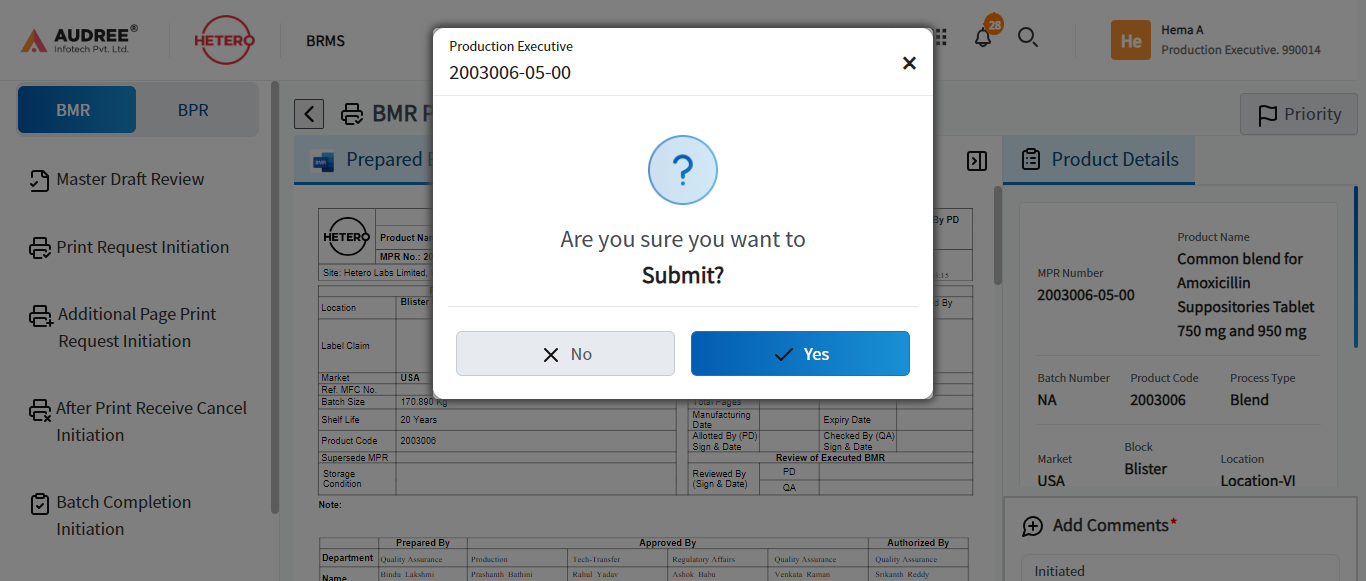 AUDREE®
Infotech Pvt. Ltd.
HETERO
BRMS
Production Executive
2003006-05-00
28
He
Hema A
Production Executive. 990014
BMR
BPR
Master Draft Review
Print Request Initiation
Additional Page Print
Request Initiation
After Print Receive Cancel
Initiation
Batch Completion
Initiation
BMR
Priority
Prepared
Product Details
Are you sure you want to
Submit?
No
Yes
HETERO
By PD
MPR No.: 20
Site: Hetero Labs Limited,
Location
Blister
d By
Label Claim
Market
USA
Ref. MFC No.
Batch Size
170.890 Kg
Total Pages
Shelf Life
20 Years
Manufacturing
Date
Expiry Date
Product Code
2003006
Allotted By (PD)
Sign & Date
Checked By (QA)
Sign & Date
Supersede MPR
Review of Executed BMR
Storage
Condition
Reviewed By
(Sign & Date)
PD
QA
Note:
Prepared By
Approved By
Authorized By
Department
Quality Assurance
Production
Tech-Transfer
Regulatory Affairs
Quality Assurance
Quality Assurance
Name
Bindu Lakshmi
Prashanth Bathini
Rahul Yadav
Ashok Babu
Venkata Raman
Srikanth Reddy
MPR Number
2003006-05-00
Product Name
Common blend for
Amoxicillin
Suppositories Tablet
750 mg and 950 mg
Batch Number
NA
Product Code
2003006
Process Type
Blend
Market
USA
Block
Blister
Location
Location-VI
Add Comments*
Initiated